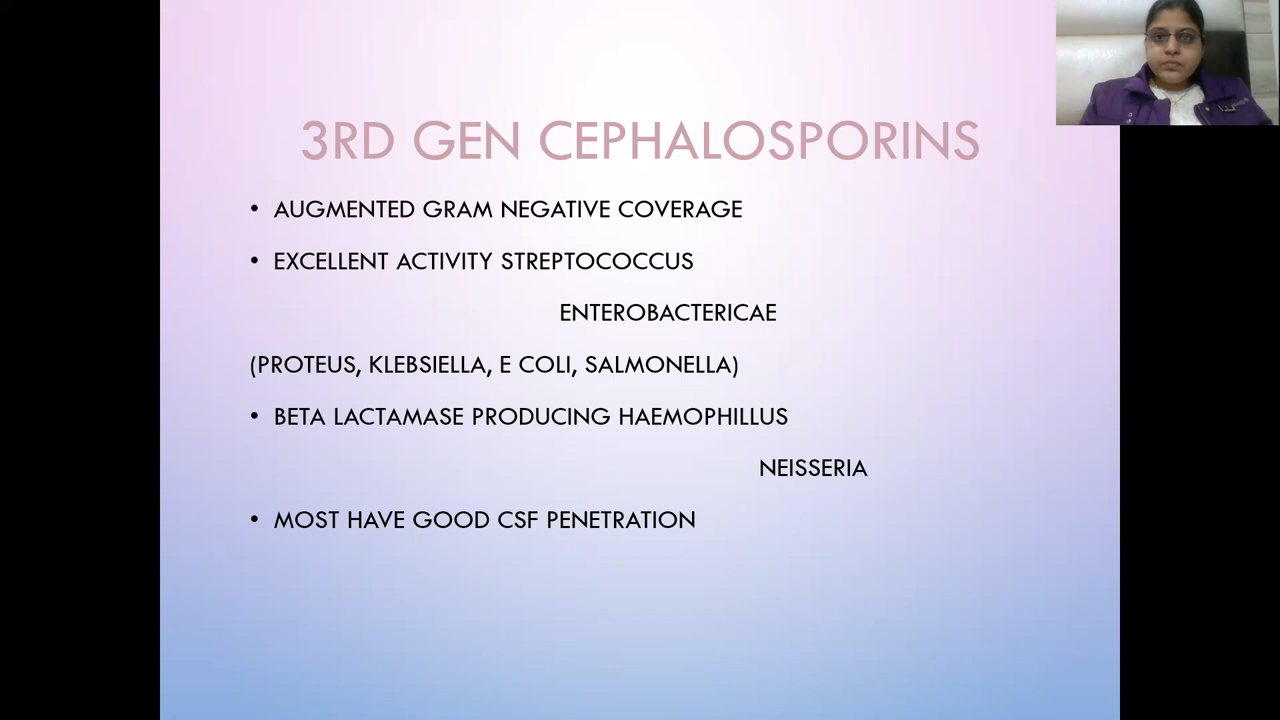 3RD GEN CEPHALOSPORINS
• AUGMENTED GRAM NEGATIVE COVERAGE
• EXCELLENT ACTIVITY STREPTOCOCCUS
ENTEROBACTERICAE
(PROTEUS, KLEBSIELLA, E COLI, SALMONELLA)
• BETA LACTAMASE PRODUCING HAEMOPHILLUS
NEISSERIA
• MOST HAVE GOOD CSF PENETRATION